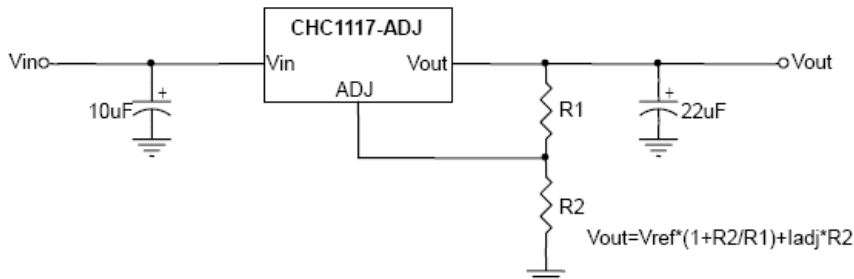 CHC1117-ADJ
Vin
Vin
Vout
Vout
ADJ
+
10uF
R1
+
22uF
R2
Vout=Vref*(1+R2/R1)+Iadj*R2